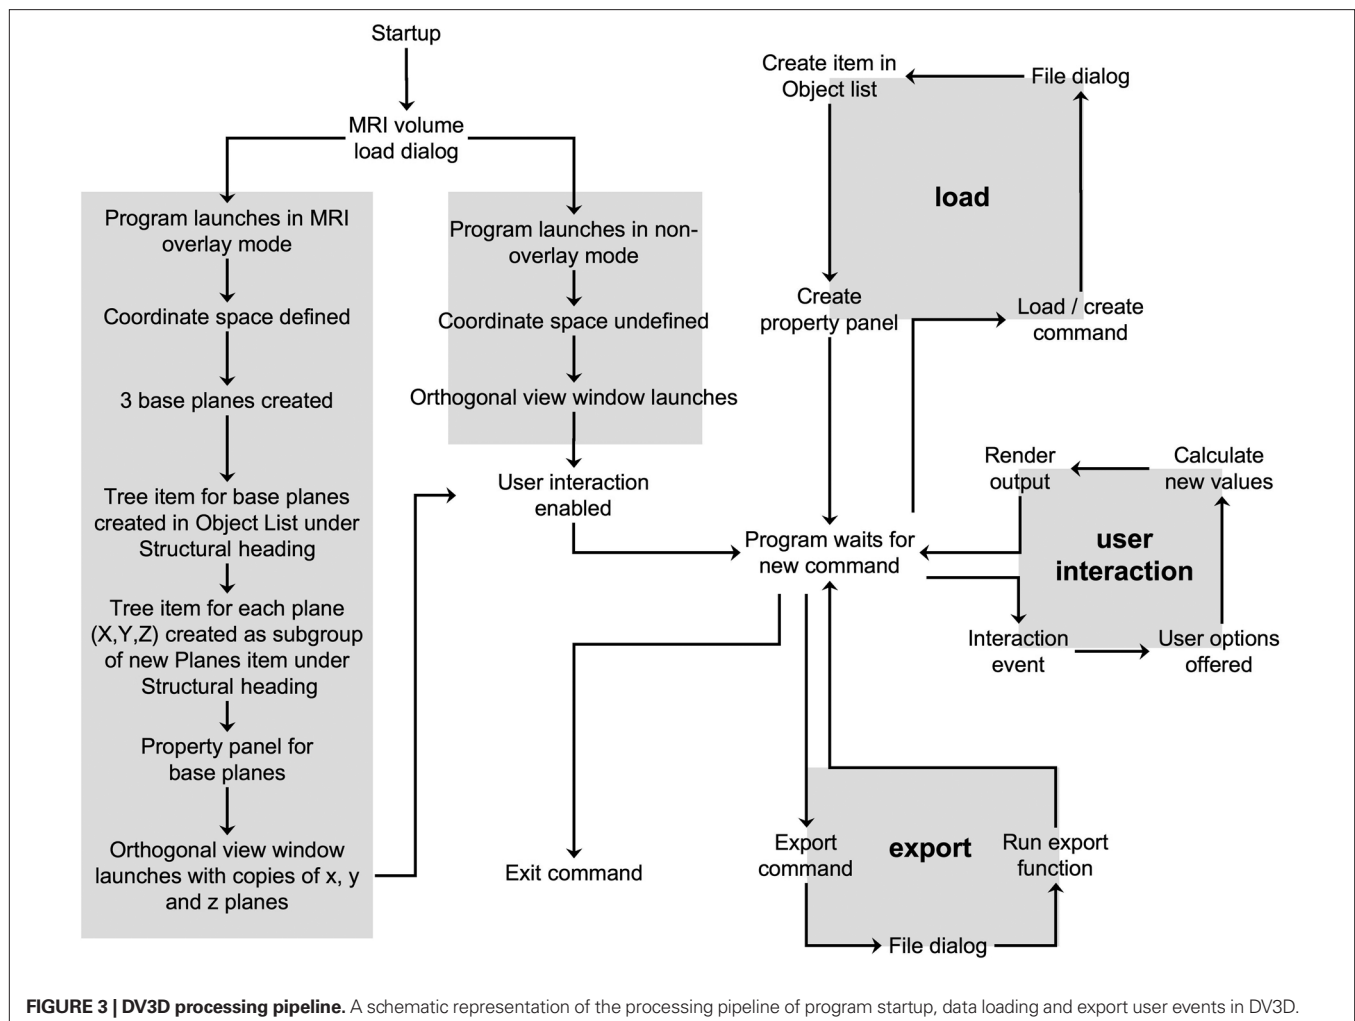 Startup
MRI volume
load dialog
Program launches in MRI
overlay mode
Coordinate space defined
3 base planes created
Tree item for base planes
created in Object List under
Structural heading
Tree item for each plane
(X,Y,Z) created as subgroup
of new Planes item under
Structural heading
Property panel for
base planes
Orthogonal view window
launches with copies of x, y
and z planes
Program launches in non-
overlay mode
Coordinate space undefined
Orthogonal view window launches
User interaction
enabled
Exit command
Create item in
Object list
File dialog
load
Create
property panel
Load / create
command
Program waits for
new command
Render
output
Calculate
new values
user
interaction
Interaction
event
User options
offered
Export
command
export
Run export
function
File dialog
FIGURE 3 | DV3D processing pipeline. A schematic representation of the processing pipeline of program startup, data loading and export user events in DV3D.